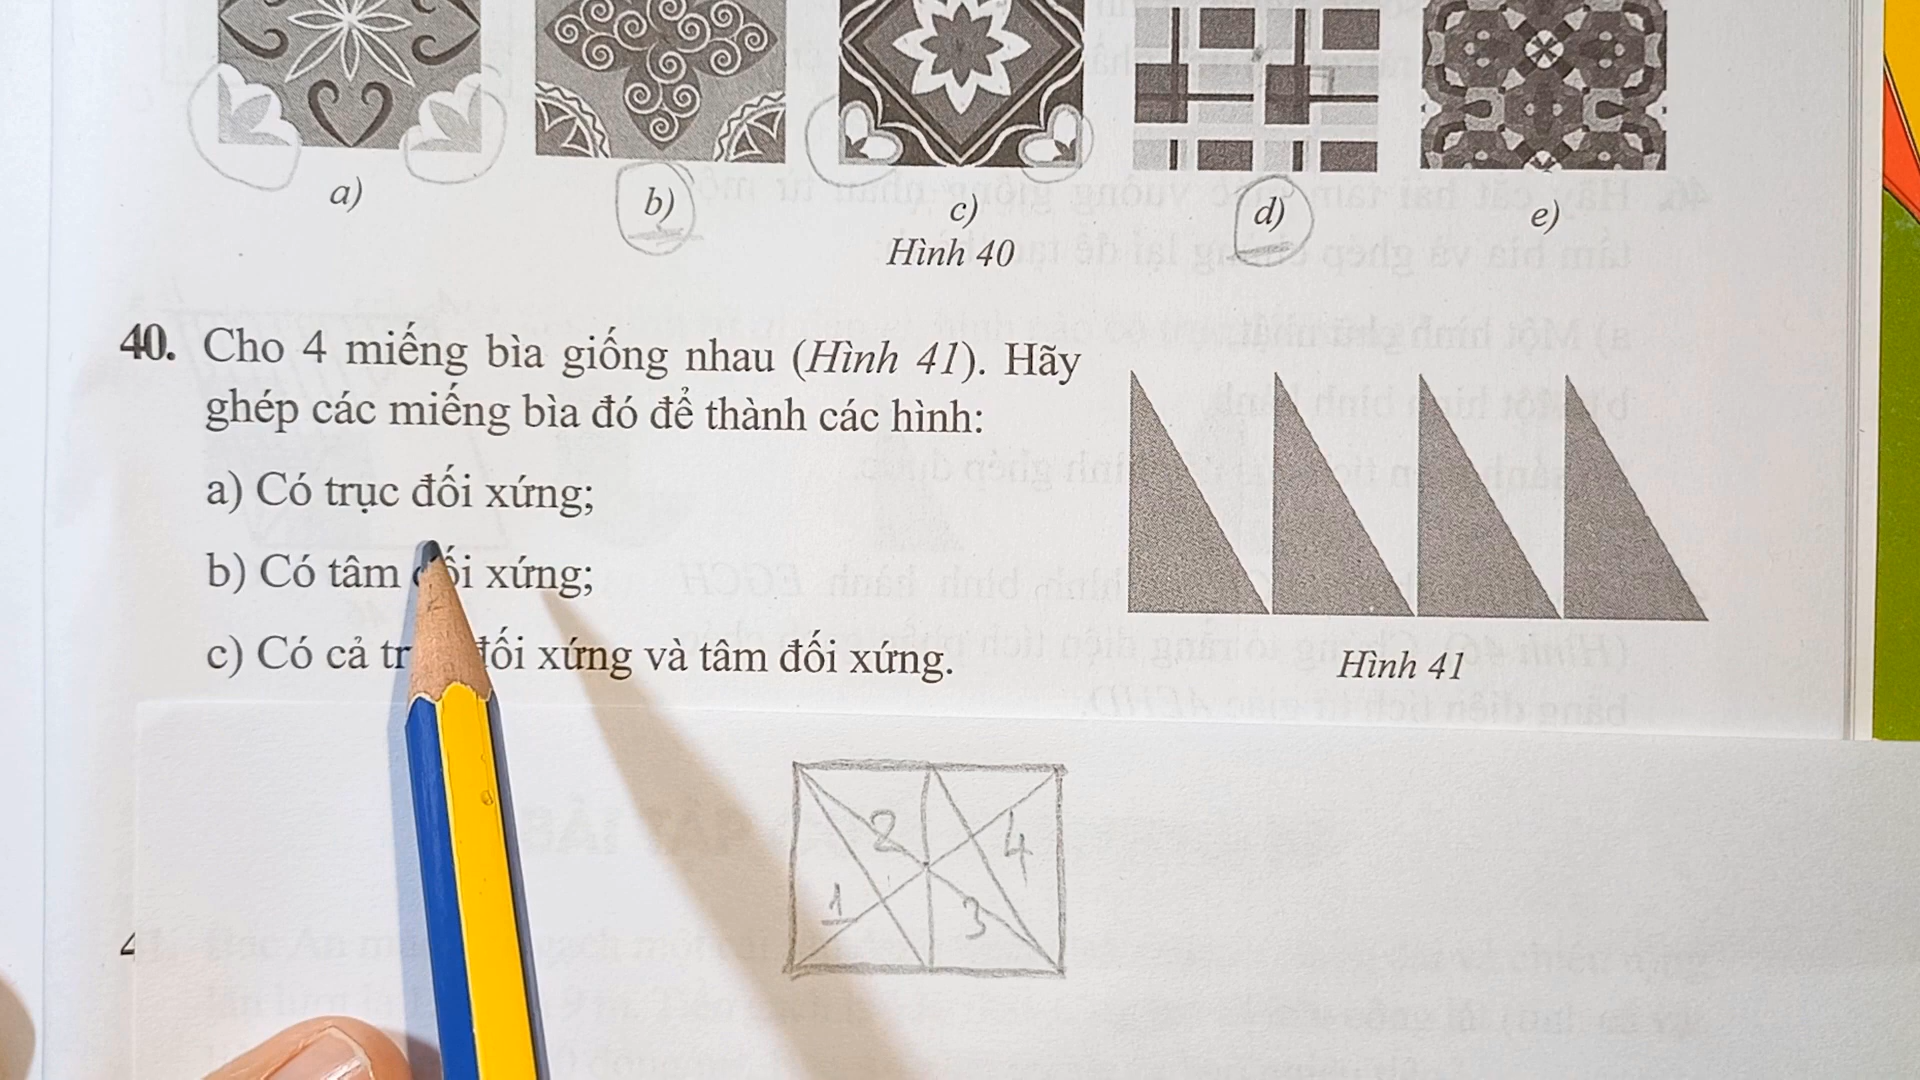 a) b) c) d) e)
Hình 40
40. Cho 4 miếng bìa giống nhau (Hình 41). Hãy
ghép các miếng bìa đó để thành các hình:
a) Có trục đối xứng;
b) Có tâm đối xứng;
c) Có cả đối xứng và tâm đối xứng.
Hình 41
2 4
1 3
4